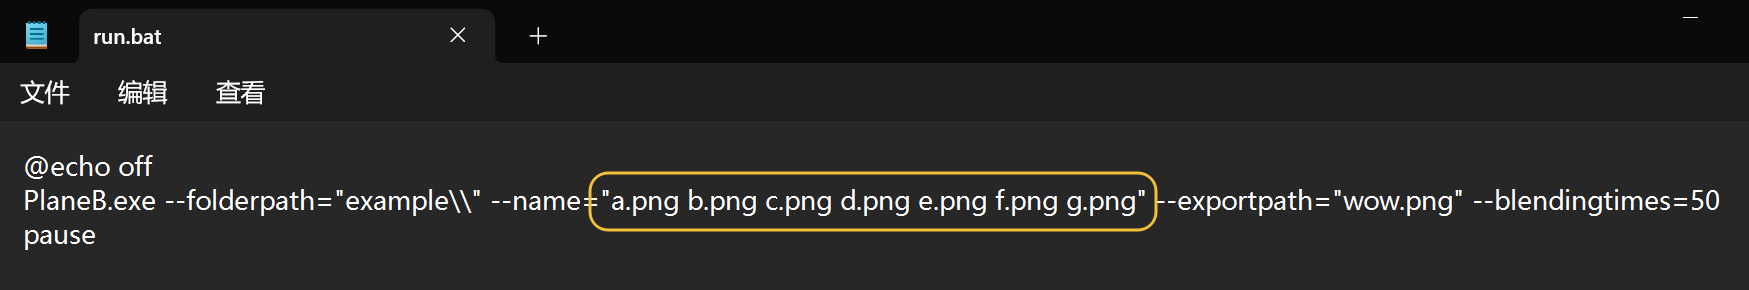 run.bat
文件 编辑 查看
@echo off
PlaneB.exe --folderpath="example\\" --name="a.png b.png c.png d.png e.png f.png g.png" --exportpath="wow.png" --blendingtimes=50
pause